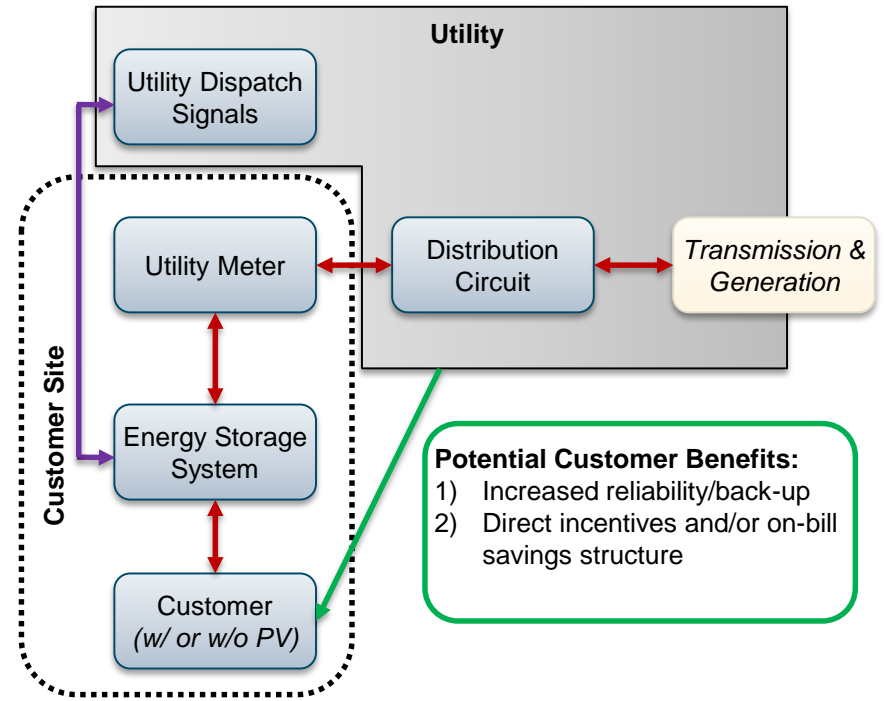 Utility
Utility Dispatch
Signals
Utility Meter
Distribution
Circuit
Transmission &
Generation
Customer Site
Energy Storage
System
Customer
(w/ or w/o PV)
Potential Customer Benefits:
1) Increased reliability/back-up
2) Direct incentives and/or on-bill
savings structure